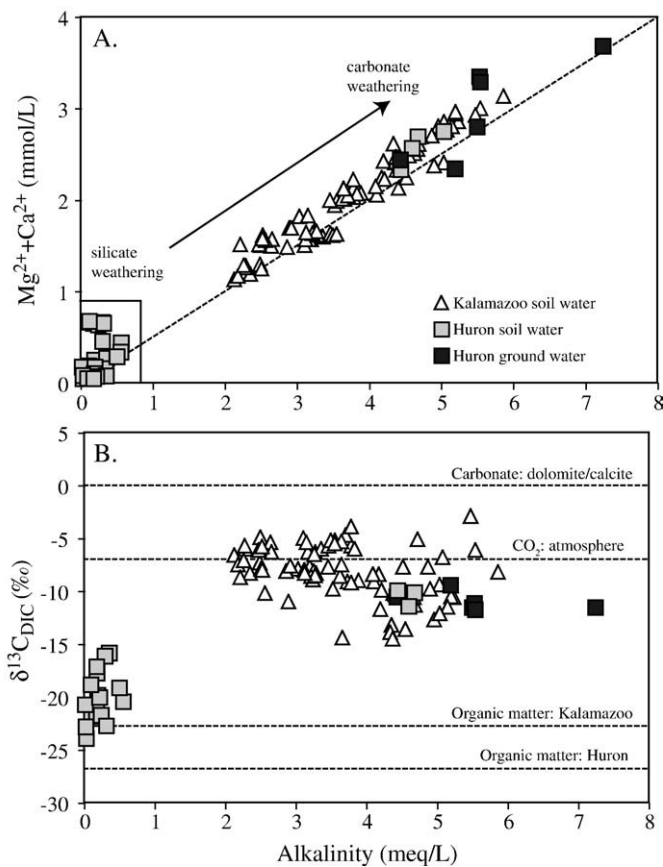 A.
Mg²⁺+Ca²⁺ (mmol/L)
4
3
2
1
0
carbonate
weathering
silicate
weathering
Kalamazoo soil water
Huron soil water
Huron ground water
0 1 2 3 4 5 6 7 8
B.
δ¹³C_DIC (‰)
5
0
-5
-10
-15
-20
-25
-30
Carbonate: dolomite/calcite
CO₂: atmosphere
Organic matter: Kalamazoo
Organic matter: Huron
0 1 2 3 4 5 6 7 8
Alkalinity (meq/L)